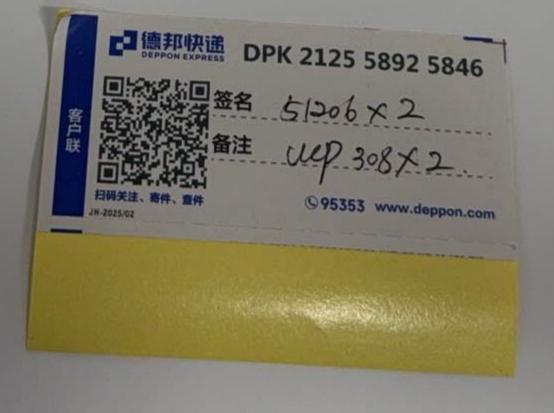 德邦快递
DEPPON EXPRESS
DPK 2125 5892 5846
客户联
签名 51206 x 2
备注 UCP 308 x 2
扫码关注、寄件、查件
JH-2025/02
95353 www.deppon.com